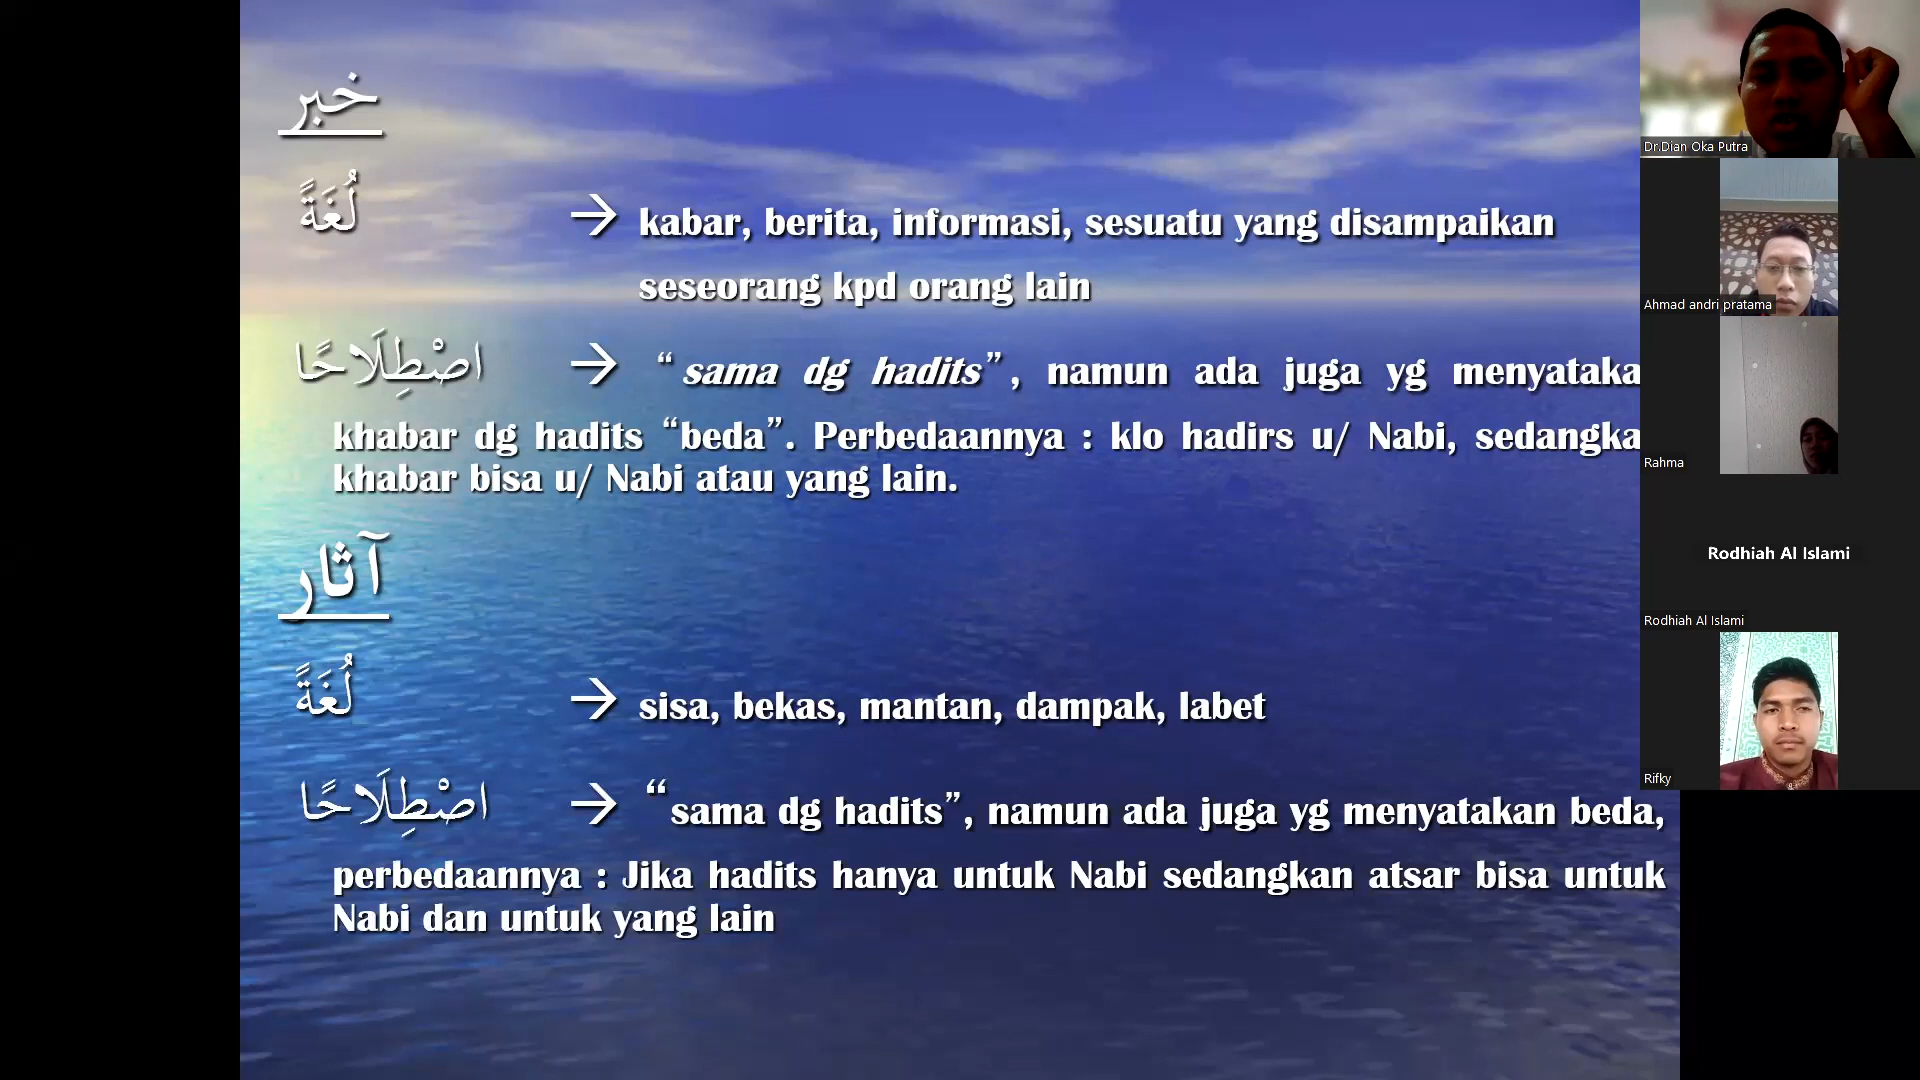 خبر
لُغَةً → kabar, berita, informasi, sesuatu yang disampaikan
seseorang kpd orang lain
اصْطِلَاحًا → “sama dg hadits”, namun ada juga yg menyataka
khabar dg hadits “beda”. Perbedaannya : klo hadirs u/ Nabi, sedangka
khabar bisa u/ Nabi atau yang lain.
آثار
لُغَةً → sisa, bekas, mantan, dampak, labet
اصْطِلَاحًا → “sama dg hadits”, namun ada juga yg menyatakan beda,
perbedaannya : Jika hadits hanya untuk Nabi sedangkan atsar bisa untuk
Nabi dan untuk yang lain
Dr.Dian Oka Putra
Ahmad andri pratama
Rahma
Rodhiah Al Islami
Rodhiah Al Islami
Rifky